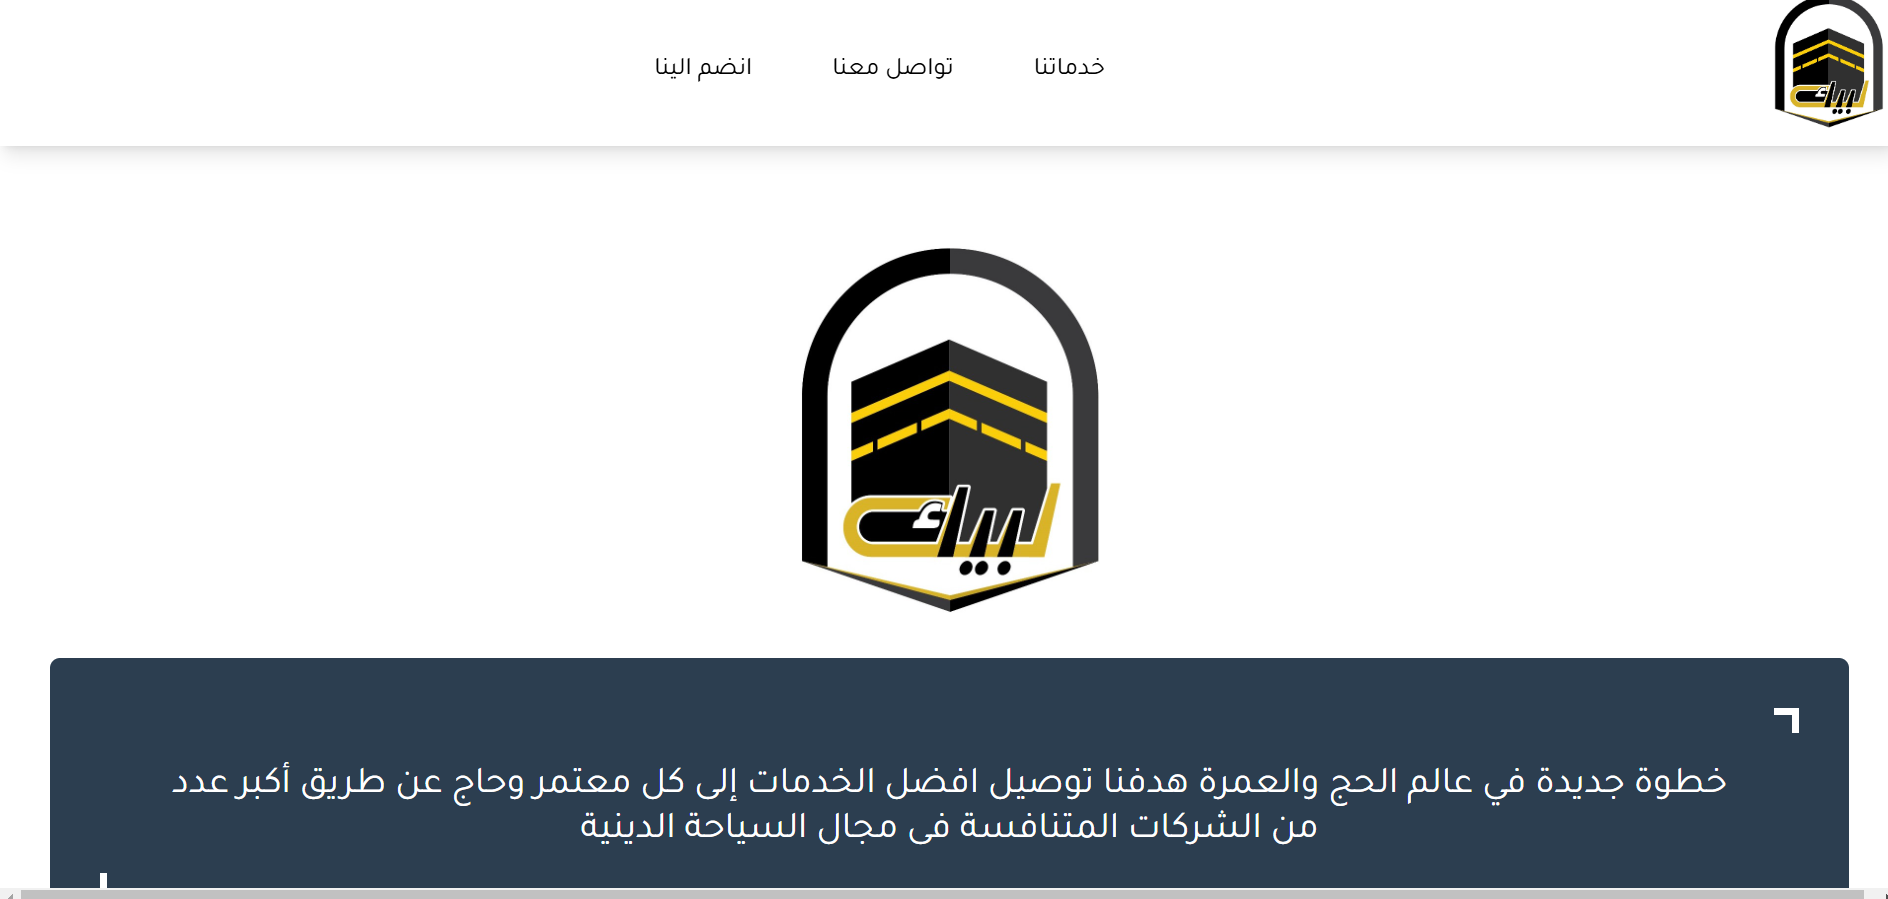 لبيك
خدماتنا
تواصل معنا
انضم الينا
لبيك
خطوة جديدة في عالم الحج والعمرة هدفنا توصيل افضل الخدمات إلى كل معتمر وحاج عن طريق أكبر عدد
من الشركات المتنافسة فى مجال السياحة الدينية